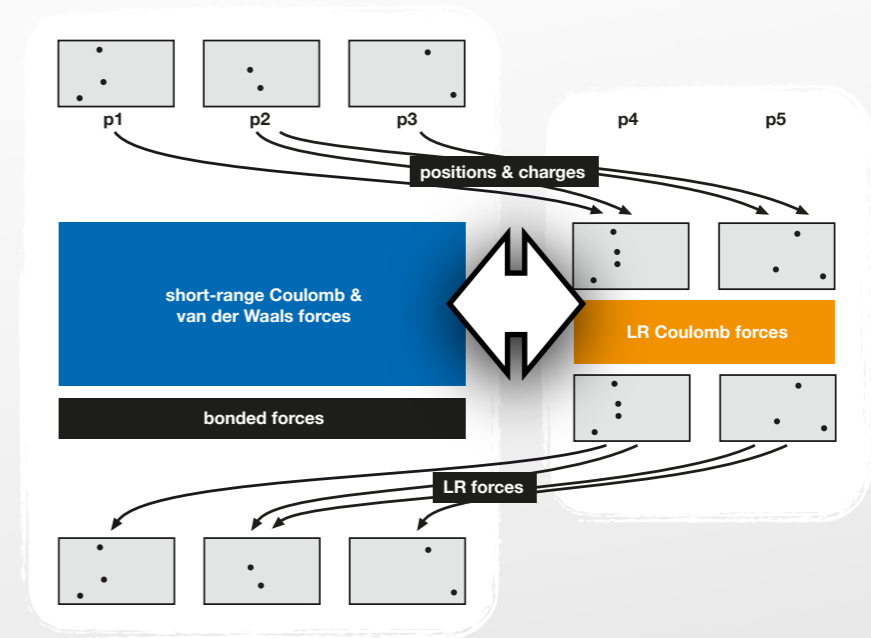 p1
p2
p3
p4
p5
positions & charges
short-range Coulomb &
van der Waals forces
LR Coulomb forces
bonded forces
LR forces